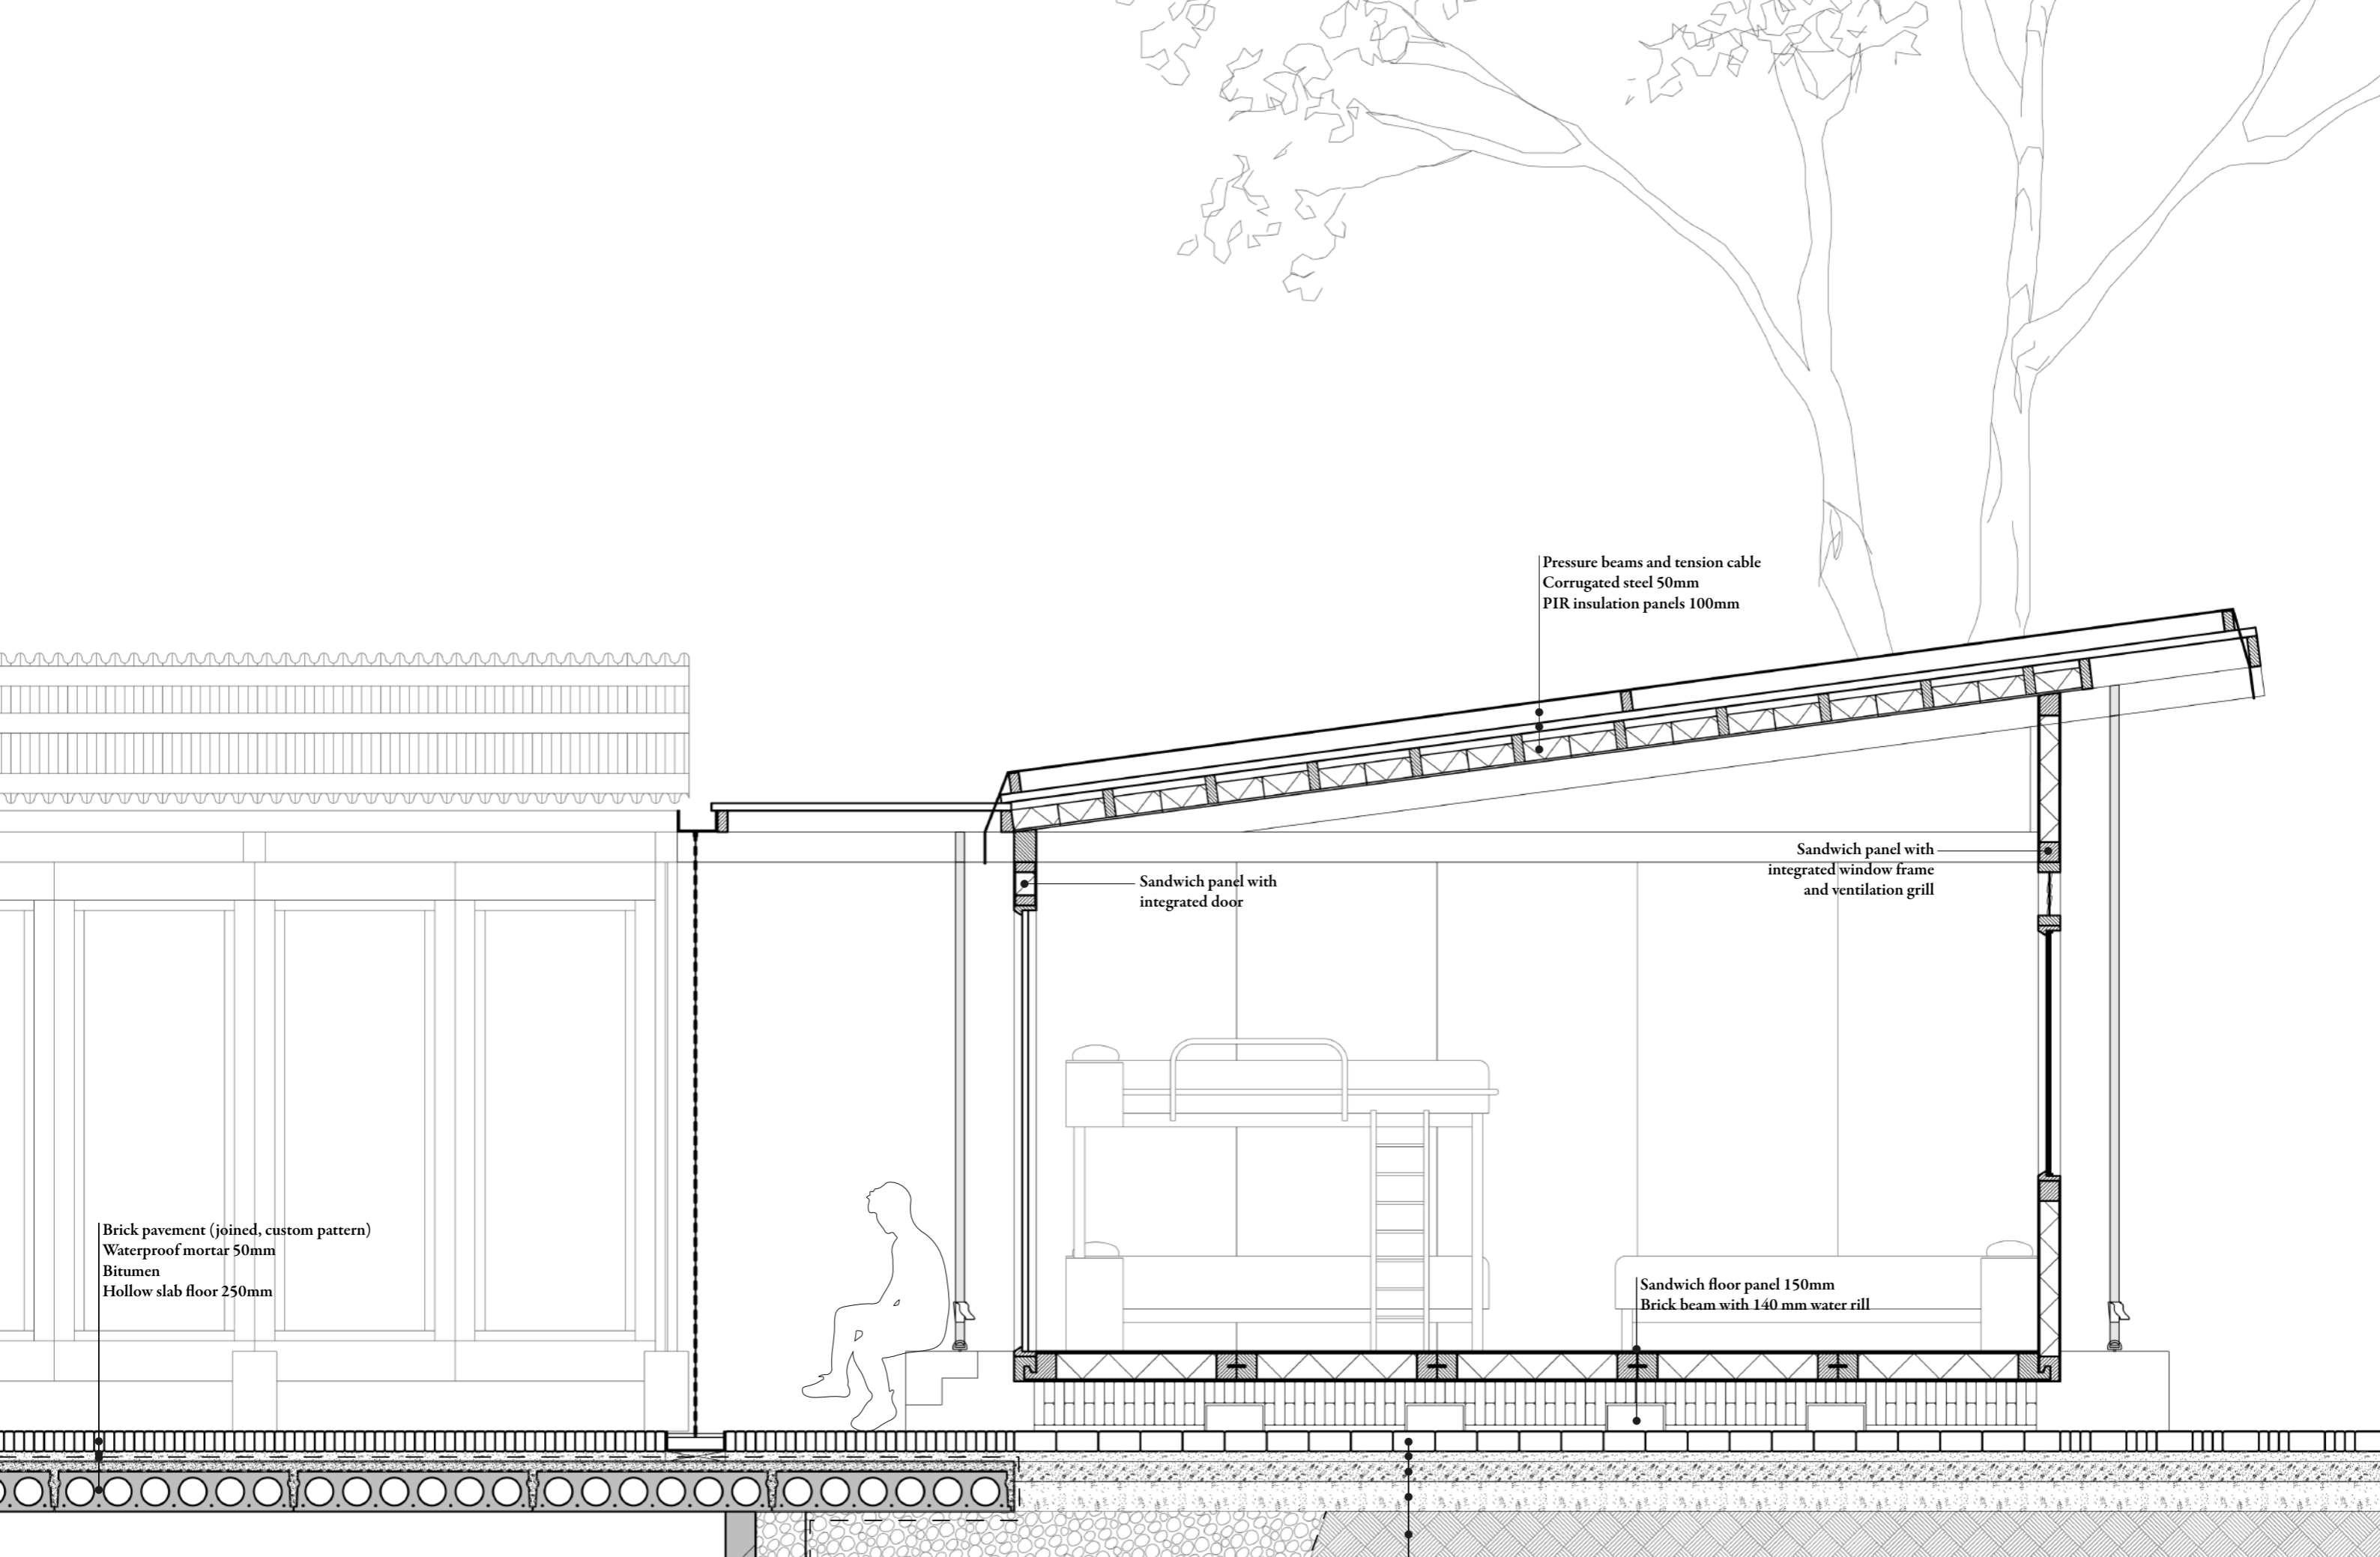 Pressure beams and tension cable
Corrugated steel 50mm
PIR insulation panels 100mm
Sandwich panel with
integrated window frame
and ventilation grill
Sandwich panel with
integrated door
Brick pavement (joined, custom pattern)
Waterproof mortar 50mm
Bitumen
Hollow slab floor 250mm
Sandwich floor panel 150mm
Brick beam with 140 mm water rill